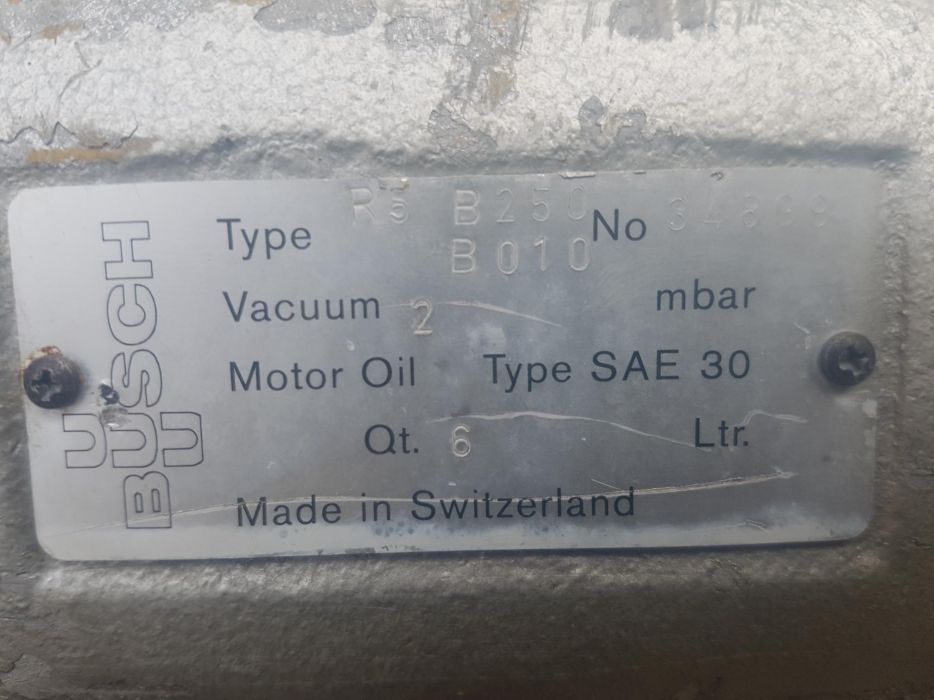 BUSCH
Type R5 B250 No 34899
B010
Vacuum 2 mbar
Motor Oil Type SAE 30
Qt. 6 Ltr.
Made in Switzerland